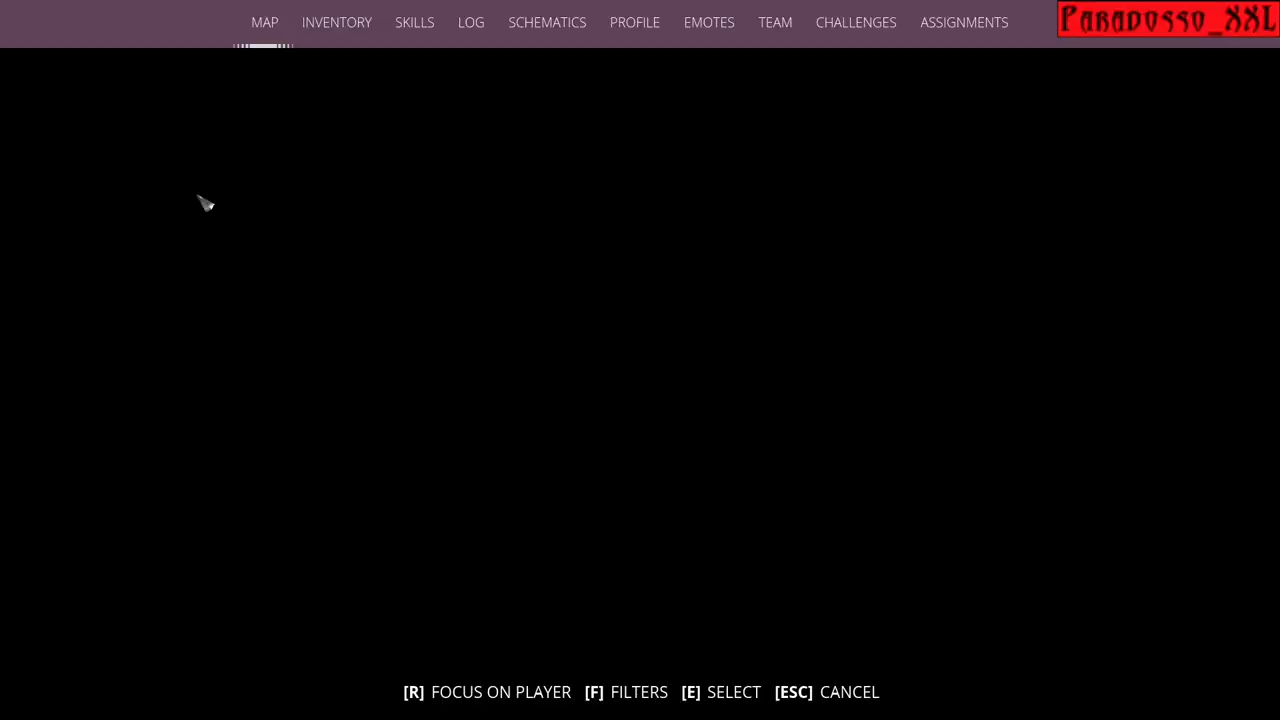 MAP INVENTORY SKILLS LOG SCHEMATICS PROFILE EMOTES TEAM CHALLENGES ASSIGNMENTS
Paradosso_XXL
[R] FOCUS ON PLAYER [F] FILTERS [E] SELECT [ESC] CANCEL